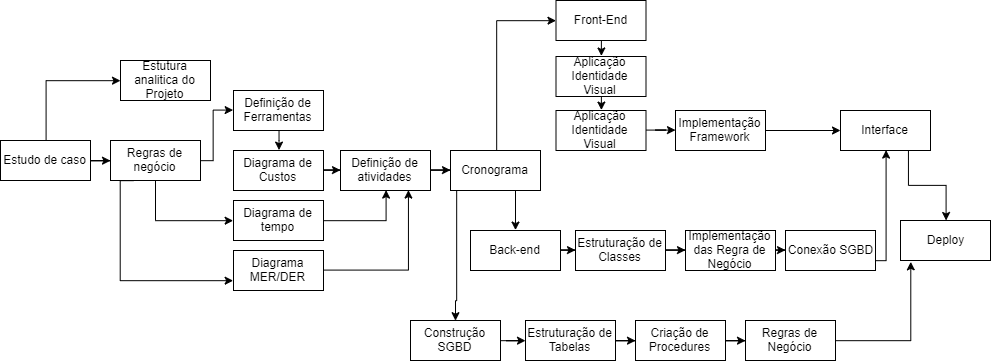 Front-End
Estutura
analitica do
Projeto
Aplicação
Identidade
Visual
Definição de
Ferramentas
Aplicação
Identidade
Visual
Implementação
Framework
Interface
Estudo de caso
Regras de
negócio
Diagrama de
Custos
Definição de
atividades
Cronograma
Diagrama de
tempo
Back-end
Estruturação de
Classes
Implementação
das Regra de
Negócio
Conexão SGBD
Deploy
Diagrama
MER/DER
Construção
SGBD
Estruturação de
Tabelas
Criação de
Procedures
Regras de
Negócio